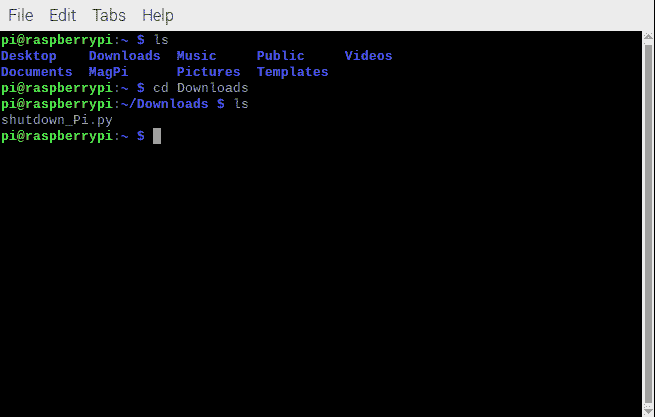 File Edit Tabs Help
pi@raspberrypi:~ $ ls
Desktop Downloads Music Public Videos
Documents MagPi Pictures Templates
pi@raspberrypi:~ $ cd Downloads
pi@raspberrypi:~/Downloads $ ls
shutdown_Pi.py
pi@raspberrypi:~ $